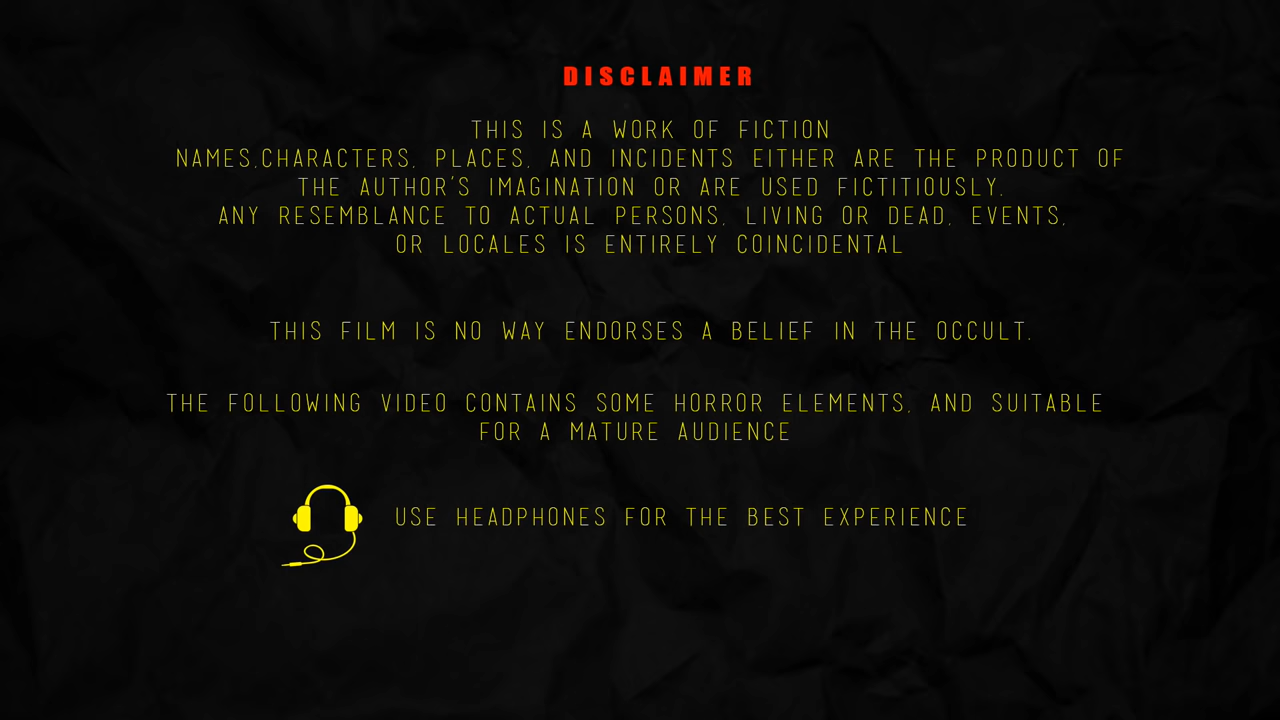 DISCLAIMER
THIS IS A WORK OF FICTION
NAMES,CHARACTERS, PLACES, AND INCIDENTS EITHER ARE THE PRODUCT OF
THE AUTHOR'S IMAGINATION OR ARE USED FICTITIOUSLY.
ANY RESEMBLANCE TO ACTUAL PERSONS, LIVING OR DEAD, EVENTS,
OR LOCALES IS ENTIRELY COINCIDENTAL
THIS FILM IS NO WAY ENDORSES A BELIEF IN THE OCCULT.
THE FOLLOWING VIDEO CONTAINS SOME HORROR ELEMENTS, AND SUITABLE
FOR A MATURE AUDIENCE
USE HEADPHONES FOR THE BEST EXPERIENCE